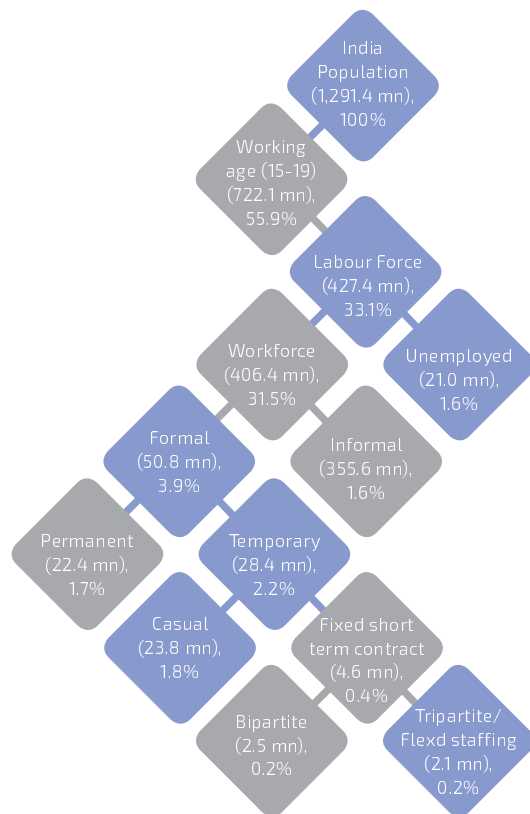 India
Population
(1,291.4 mn),
100%
Working
age (15-19)
(722.1 mn),
55.9%
Labour Force
(427.4 mn),
33.1%
Workforce
(406.4 mn),
31.5%
Unemployed
(21.0 mn),
1.6%
Formal
(50.8 mn),
3.9%
Informal
(355.6 mn),
1.6%
Permanent
(22.4 mn),
1.7%
Temporary
(28.4 mn),
2.2%
Casual
(23.8 mn),
1.8%
Fixed short
term contract
(4.6 mn),
0.4%
Bipartite
(2.5 mn),
0.2%
Tripartite/
Flexd staffing
(2.1 mn),
0.2%